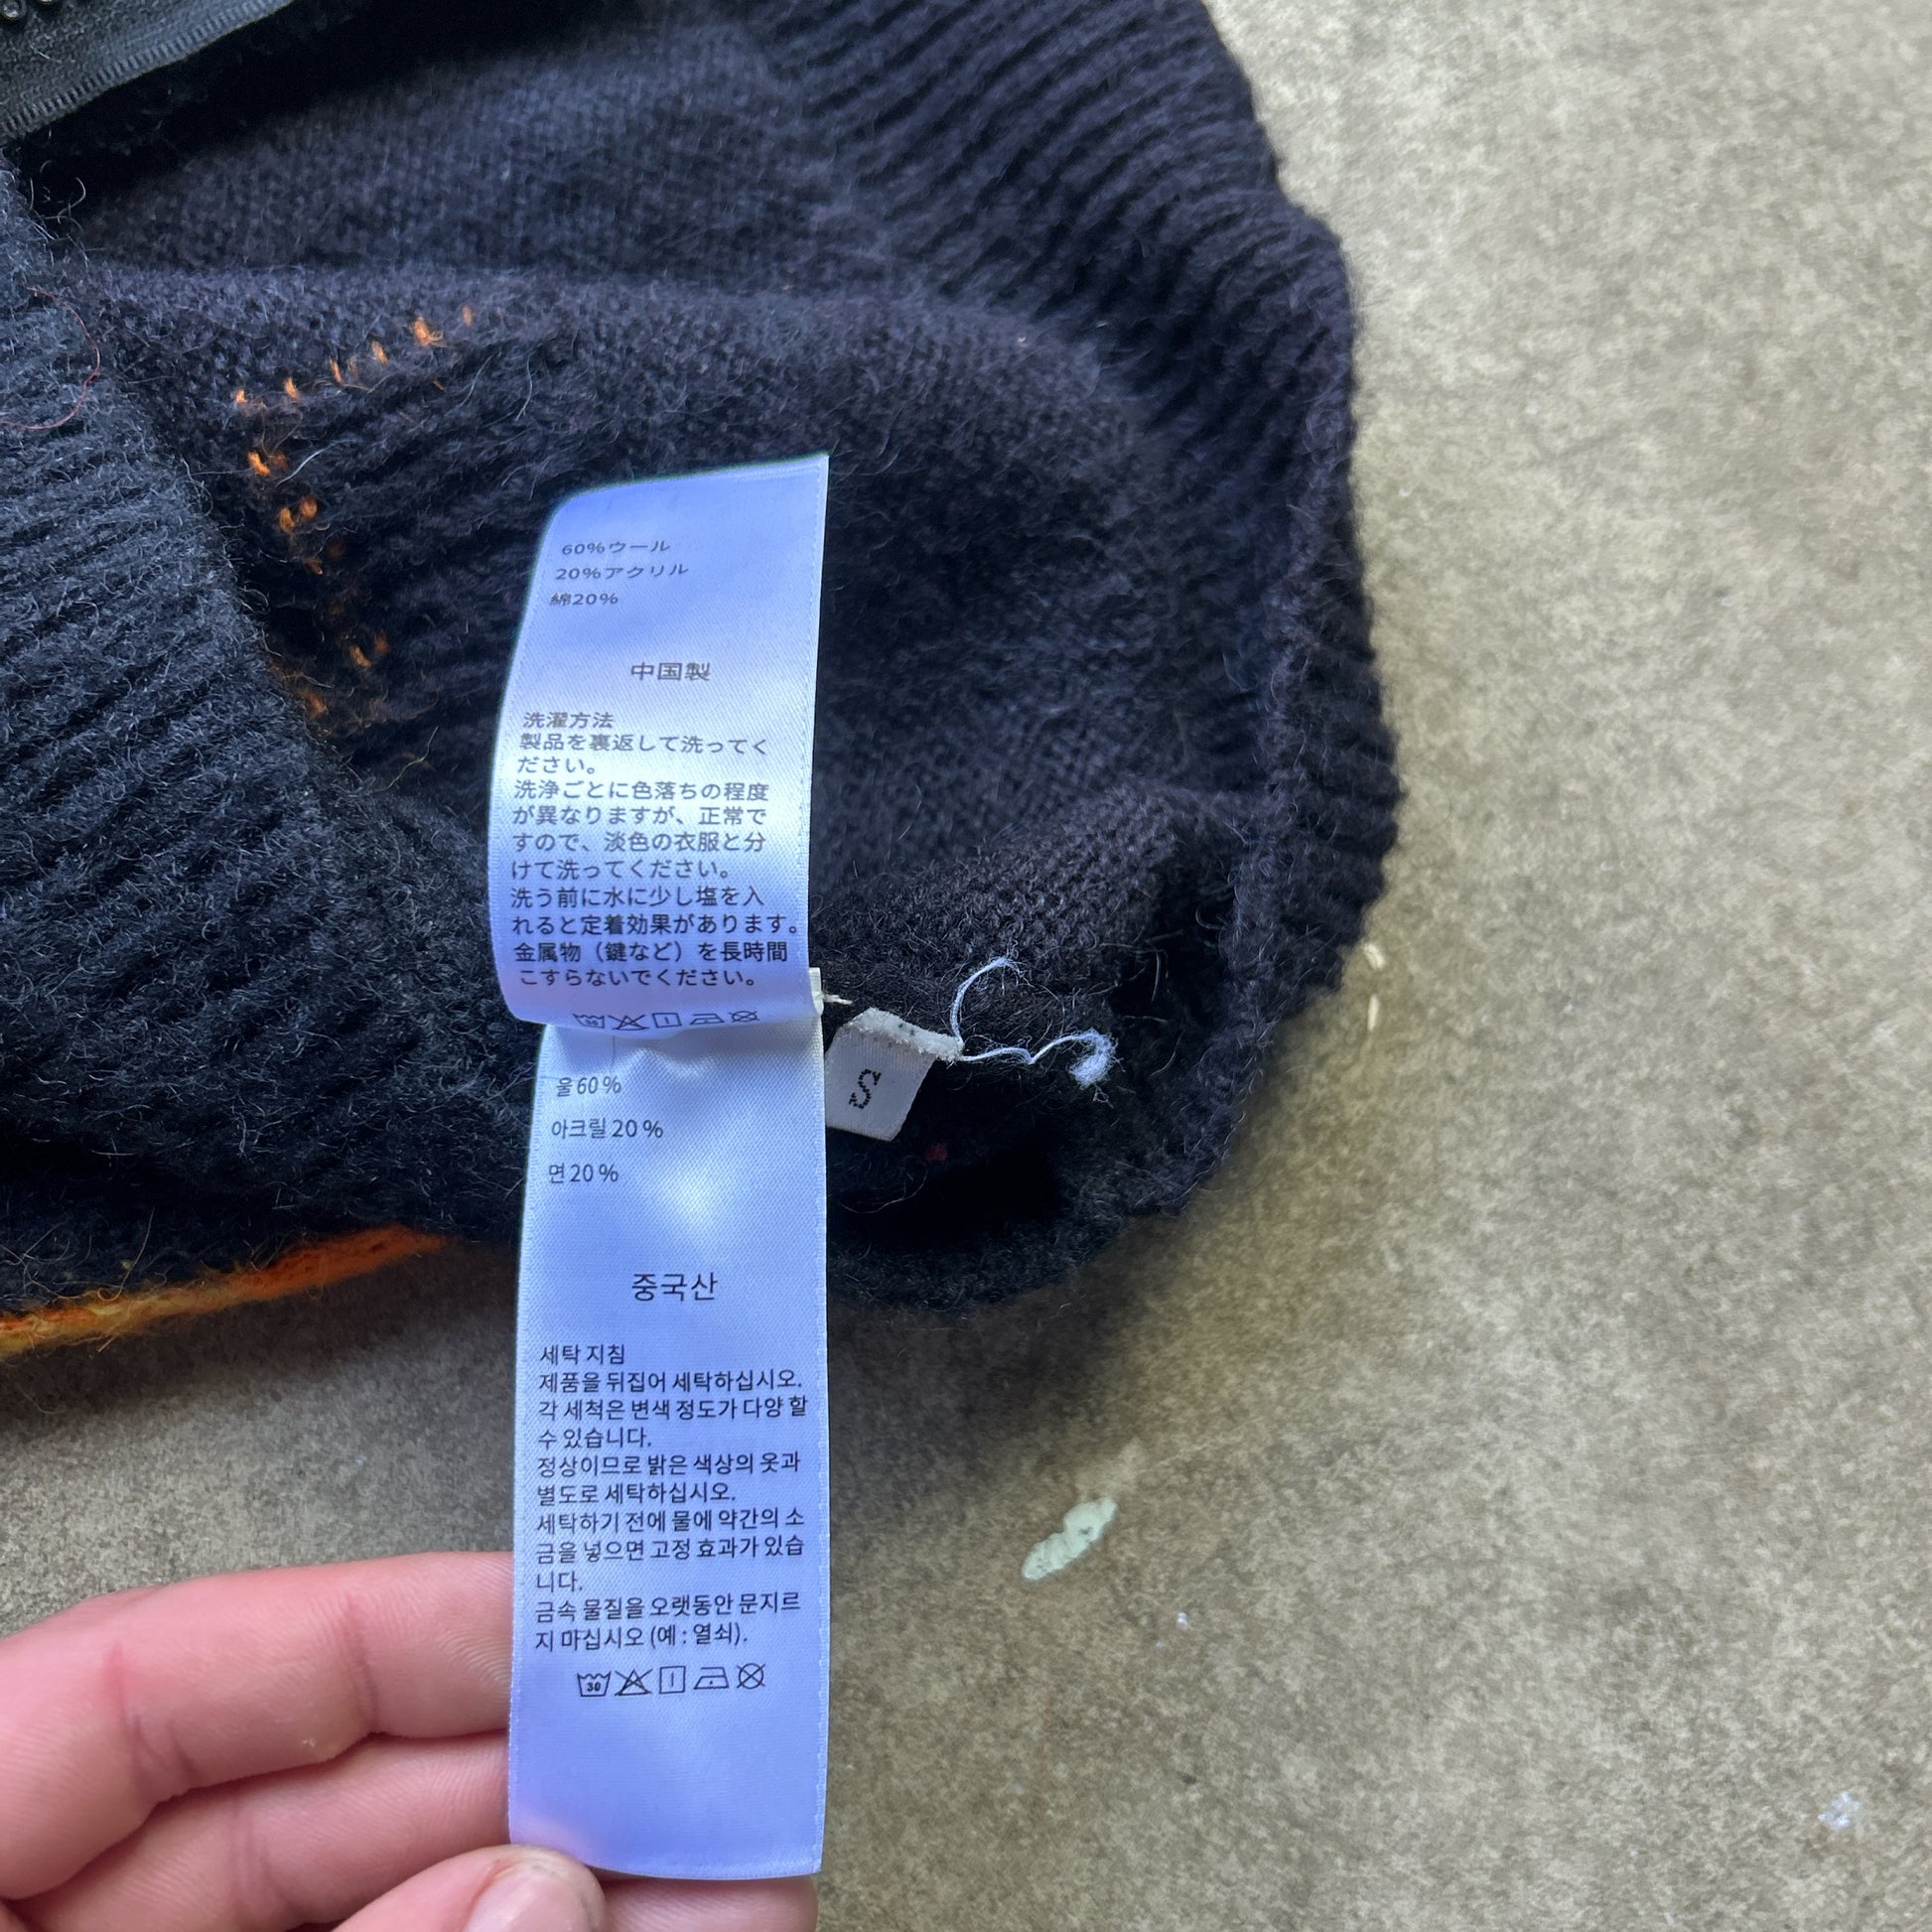 60%ウール
20%アクリル
綿20%
中国製
洗濯方法
製品を裏返して洗ってく
ださい。
洗浄ごとに色落ちの程度
が異なりますが、正常で
すので、淡色の衣服と分
けて洗ってください。
洗う前に水に少し塩を入
れると定着効果があります。
金属物（鍵など）を長時間
こすらないでください。
30
S
울60%
아크릴 20%
면20%
중국산
세탁 지침
제품을 뒤집어 세탁하십시오.
각 세척은 변색 정도가 다양 할
수 있습니다.
정상이므로 밝은 색상의 옷과
별도로 세탁하십시오.
세탁하기 전에 물에 약간의 소
금을 넣으면 고정 효과가 있습
니다.
금속 물질을 오랫동안 문지르
지 마십시오 (예 : 열쇠).
30